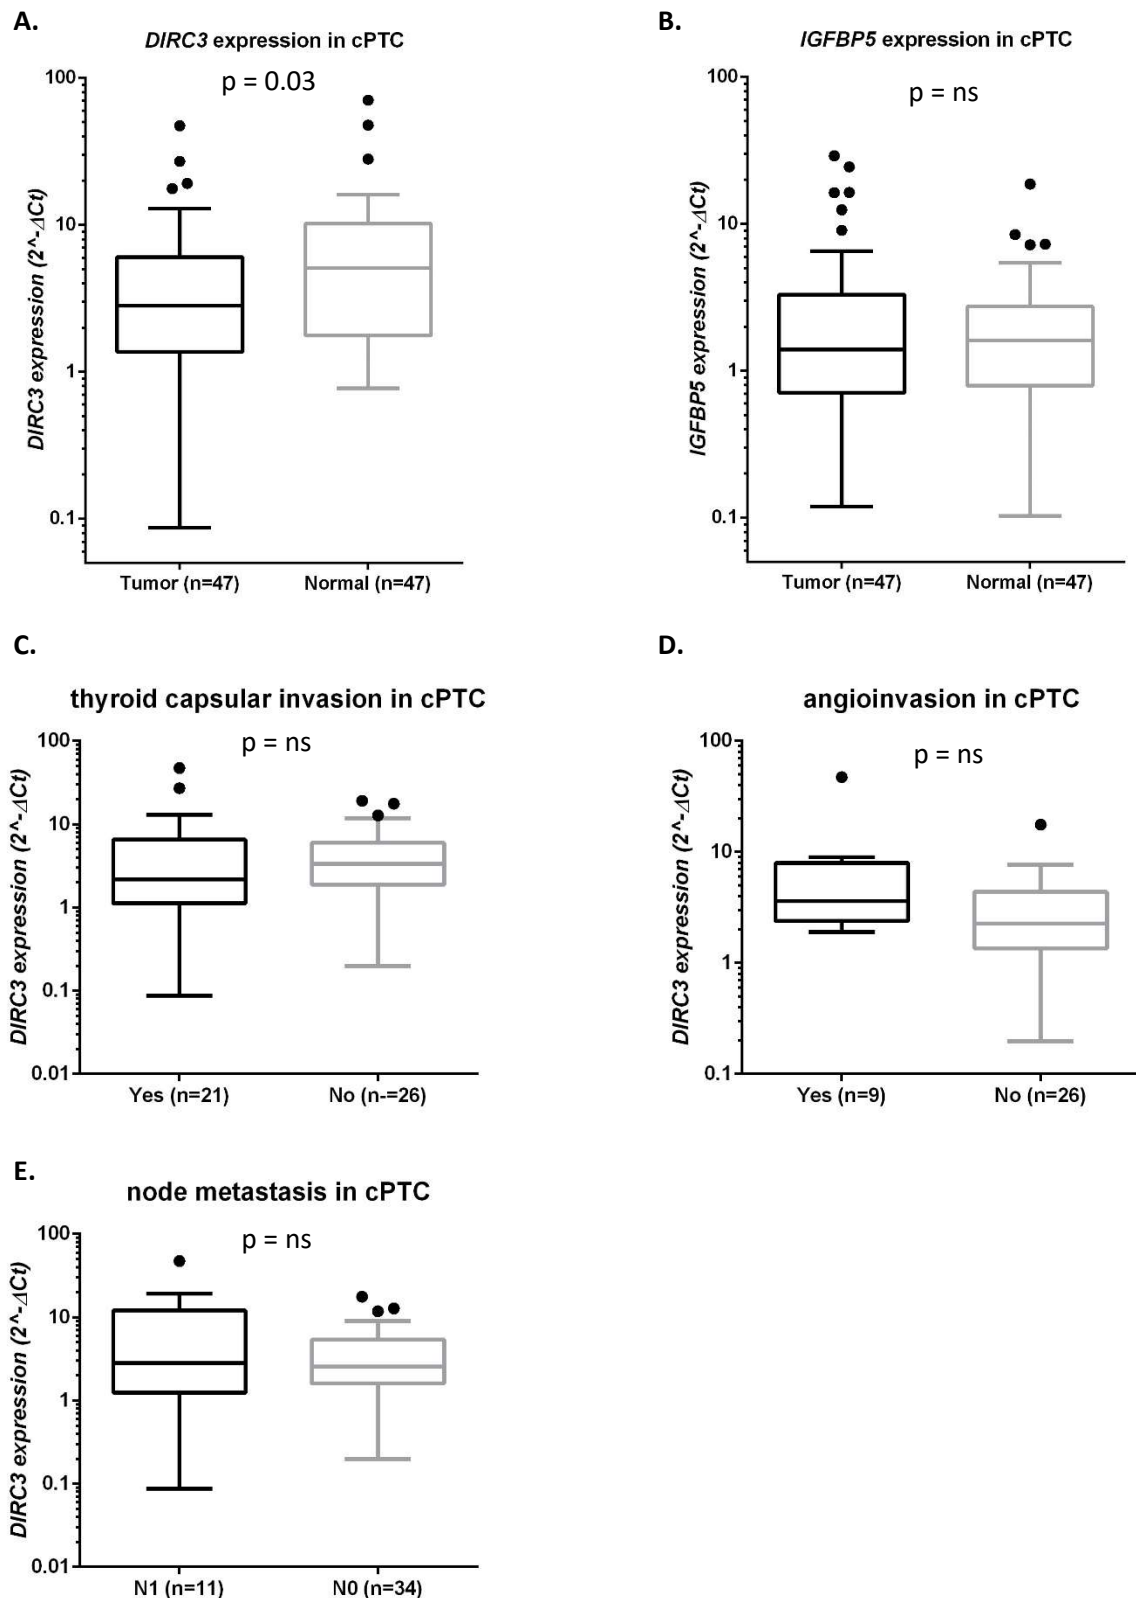 A.
DIRC3 expression in cPTC
p = 0.03
DIRC3 expression (2^-ΔCt)
100
10
1
0.1
Tumor (n=47)
Normal (n=47)
B.
IGFBP5 expression in cPTC
p = ns
IGFBP5 expression (2^-ΔCt)
100
10
1
0.1
Tumor (n=47)
Normal (n=47)
C.
thyroid capsular invasion in cPTC
p = ns
DIRC3 expression (2^-ΔCt)
100
10
1
0.1
0.01
Yes (n=21)
No (n-=26)
D.
angioinvasion in cPTC
p = ns
DIRC3 expression (2^-ΔCt)
100
10
1
0.1
Yes (n=9)
No (n=26)
E.
node metastasis in cPTC
p = ns
DIRC3 expression (2^-ΔCt)
100
10
1
0.1
0.01
N1 (n=11)
N0 (n=34)